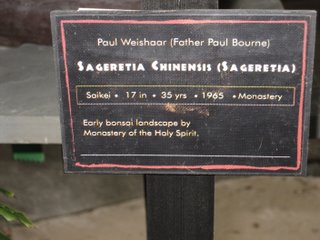 Paul Weishaar (Father Paul Bourne)
Sageretia Chinensis (Sageretia)
Saikei • 17 in • 35 yrs • 1965 • Monastery
Early bonsai landscape by
Monastery of the Holy Spirit.